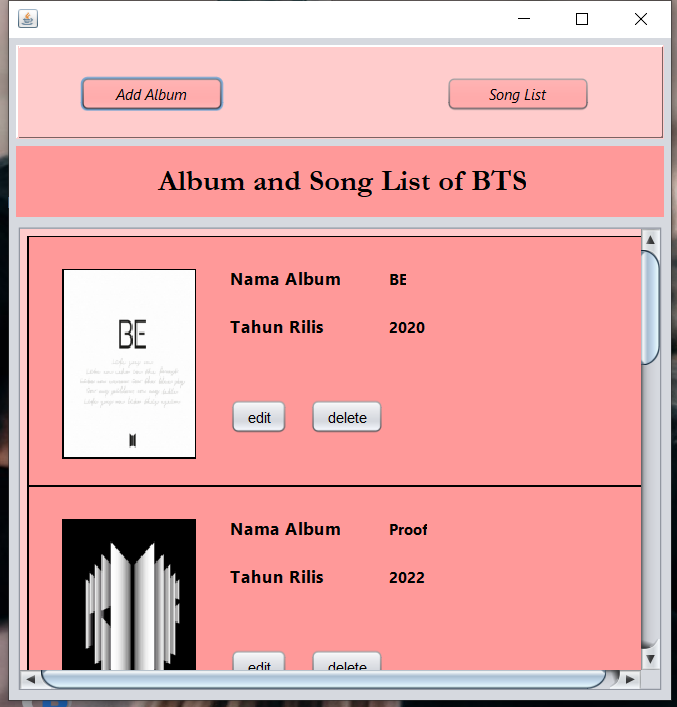 Add Album
Song List
Album and Song List of BTS
BE
Nama Album BE
Tahun Rilis 2020
edit delete
Nama Album Proof
Tahun Rilis 2022
edit delete